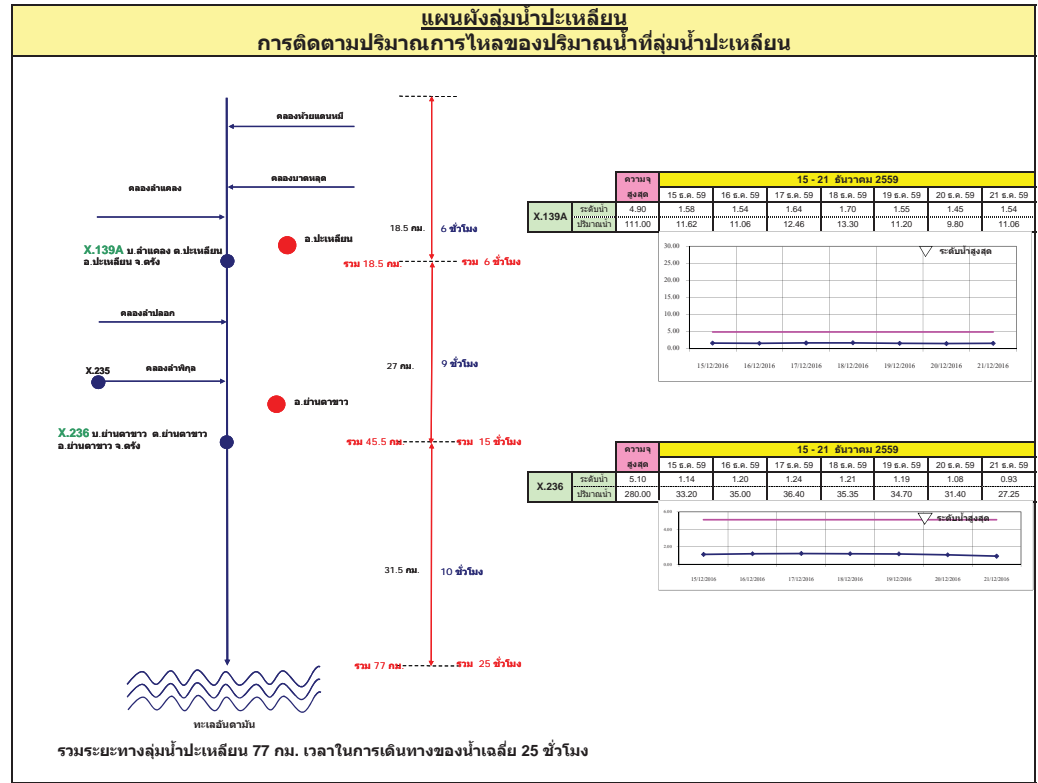 แผนผังลุ่มน้ำปะเหลียน
การติดตามปริมาณการไหลของปริมาณน้ำที่ลุ่มน้ำปะเหลียน
คลองห้วยแดนหมี
คลองบาดหลุด
คลองลำแคลง
อ.ปะเหลียน
18.5 กม.
6 ชั่วโมง
X.139A บ.ลำแคลง ต.ปะเหลียน
อ.ปะเหลียน จ.ตรัง
รวม 18.5 กม.
รวม 6 ชั่วโมง
คลองลำปลอก
X.235
คลองลำพิกุล
27 กม.
9 ชั่วโมง
อ.ย่านตาขาว
X.236 บ.ย่านตาขาว ต.ย่านตาขาว
อ.ย่านตาขาว จ.ตรัง
รวม 45.5 กม.
รวม 15 ชั่วโมง
31.5 กม.
10 ชั่วโมง
รวม 77 กม.
รวม 25 ชั่วโมง
ทะเลอันดามัน
รวมระยะทางลุ่มน้ำปะเหลียน 77 กม. เวลาในการเดินทางของน้ำเฉลี่ย 25 ชั่วโมง
ความจุ 15 - 21 ธันวาคม 2559
สูงสุด 15 ธ.ค. 59 16 ธ.ค. 59 17 ธ.ค. 59 18 ธ.ค. 59 19 ธ.ค. 59 20 ธ.ค. 59 21 ธ.ค. 59
X.139A
ระดับน้ำ 4.90 1.58 1.54 1.64 1.70 1.55 1.45 1.54
ปริมาณน้ำ 111.00 11.62 11.06 12.46 13.30 11.20 9.80 11.06
ระดับน้ำสูงสุด
30.00
25.00
20.00
15.00
10.00
5.00
0.00
15/12/2016 16/12/2016 17/12/2016 18/12/2016 19/12/2016 20/12/2016 21/12/2016
ความจุ 15 - 21 ธันวาคม 2559
สูงสุด 15 ธ.ค. 59 16 ธ.ค. 59 17 ธ.ค. 59 18 ธ.ค. 59 19 ธ.ค. 59 20 ธ.ค. 59 21 ธ.ค. 59
X.236
ระดับน้ำ 5.10 1.14 1.20 1.24 1.21 1.19 1.08 0.93
ปริมาณน้ำ 280.00 33.20 35.00 36.40 35.35 34.70 31.40 27.25
ระดับน้ำสูงสุด
6.00
4.00
2.00
0.00
15/12/2016 16/12/2016 17/12/2016 18/12/2016 19/12/2016 20/12/2016 21/12/2016